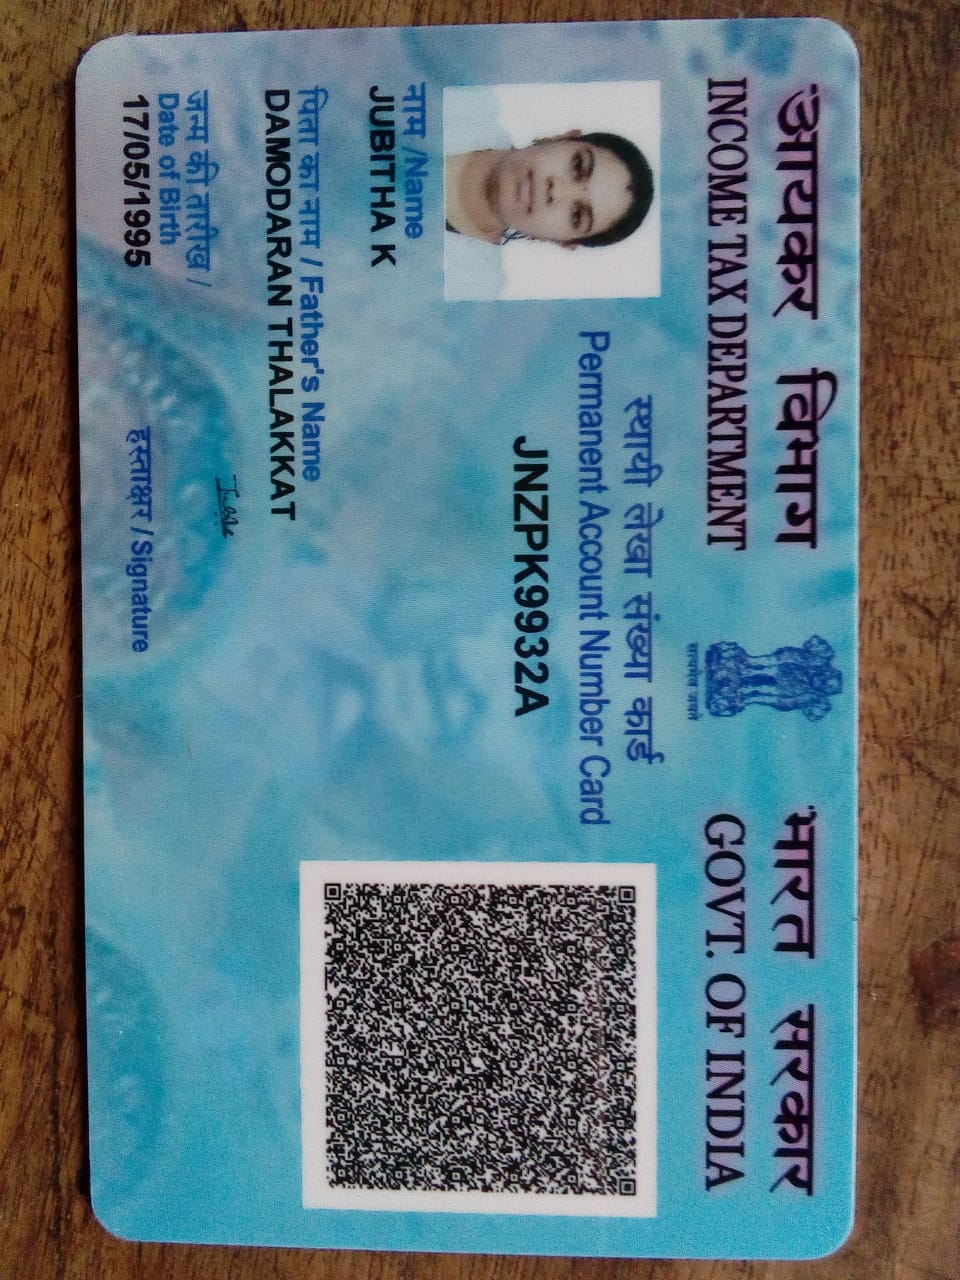 आयकर विभाग
INCOME TAX DEPARTMENT
सत्यमेव जयते
भारत सरकार
GOVT. OF INDIA
स्थायी लेखा संख्या कार्ड
Permanent Account Number Card
JNZPK9932A
नाम /Name
JUBITHA K
पिता का नाम / Father's Name
DAMODARAN THALAKKAT
जन्म की तारीख /
Date of Birth
17/05/1995
हस्ताक्षर / Signature